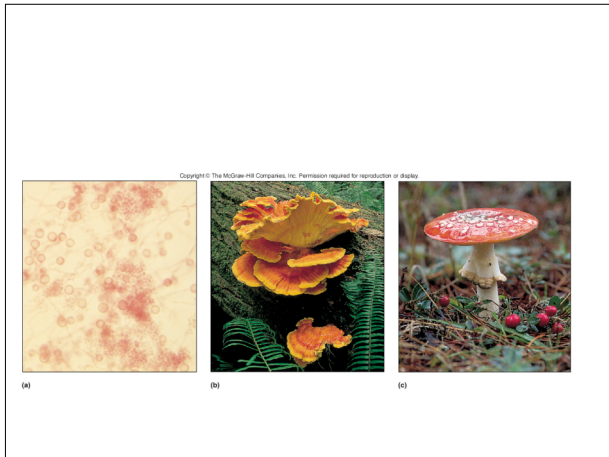 Copyright © The McGraw-Hill Companies, Inc. Permission required for reproduction or display.
(a)
(b)
(c)